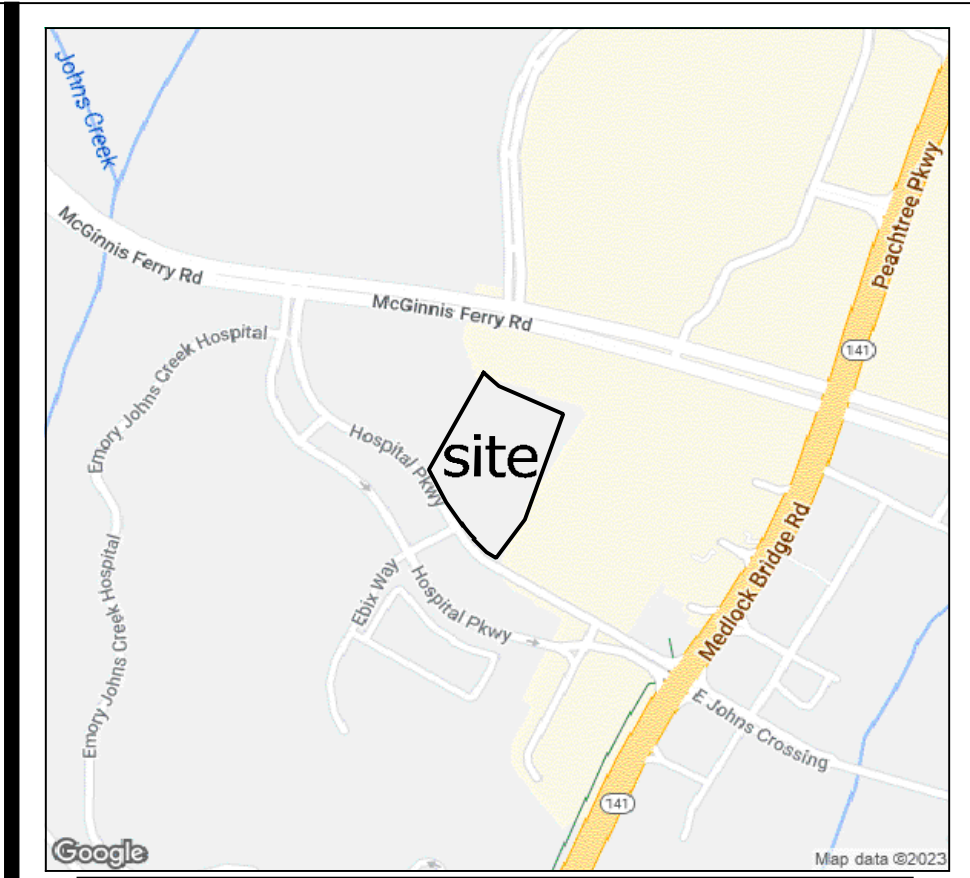 Johns Creek
McGinnis Ferry Rd
McGinnis Ferry Rd
Peachtree Pkwy
141
Emory Johns Creek Hospital
Hospital Pkwy
site
Emory Johns Creek Hospital
Ebix Way
Hospital Pkwy
Medlock Bridge Rd
E Johns Crossing
141
Google
Map data ©2023